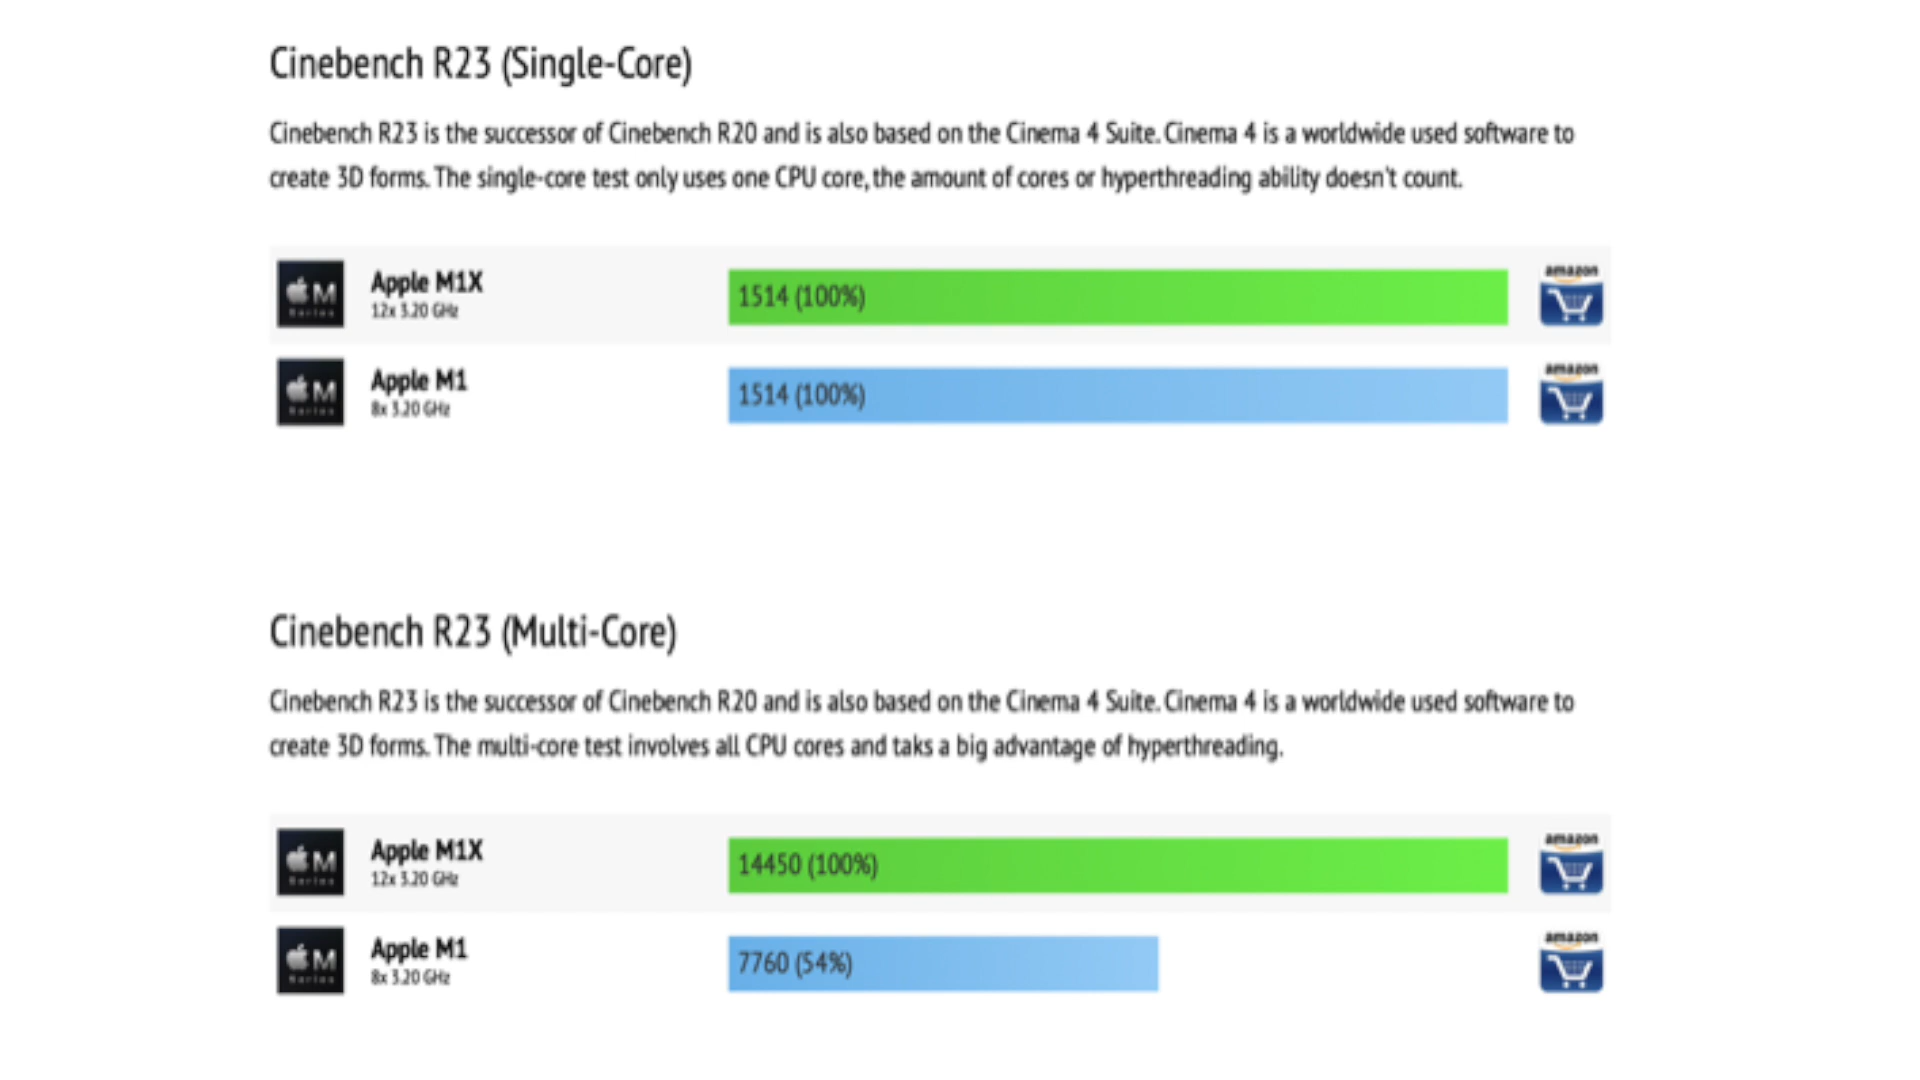 Cinebench R23 (Single-Core)
Cinebench R23 is the successor of Cinebench R20 and is also based on the Cinema 4 Suite. Cinema 4 is a worldwide used software to
create 3D forms. The single-core test only uses one CPU core, the amount of cores or hyperthreading ability doesn't count.
M
Series
Apple M1X
12x 3.20 GHz
1514 (100%)
amazon
M
Series
Apple M1
8x 3.20 GHz
1514 (100%)
amazon
Cinebench R23 (Multi-Core)
Cinebench R23 is the successor of Cinebench R20 and is also based on the Cinema 4 Suite. Cinema 4 is a worldwide used software to
create 3D forms. The multi-core test involves all CPU cores and taks a big advantage of hyperthreading.
M
Series
Apple M1X
12x 3.20 GHz
14450 (100%)
amazon
M
Series
Apple M1
8x 3.20 GHz
7760 (54%)
amazon